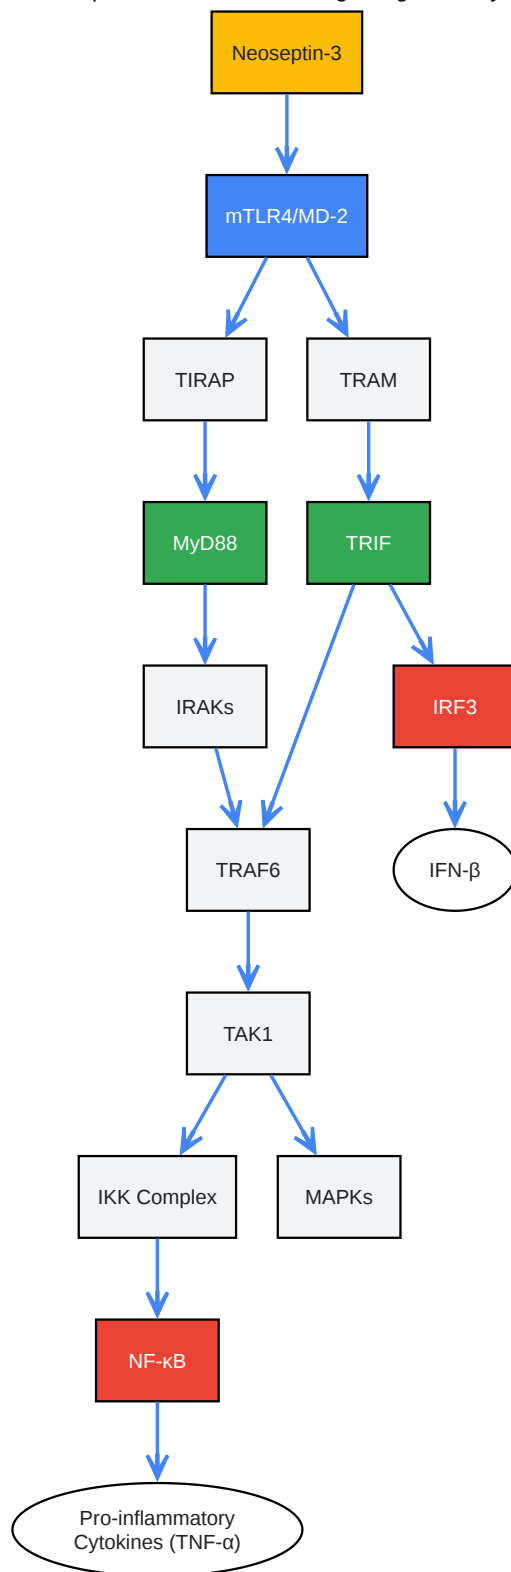 Neoseptin-3
mTLR4/MD-2
TIRAP
TRAM
MyD88
TRIF
IRAKs
IRF3
TRAF6
IFN-β
TAK1
IKK Complex
MAPKs
NF-κB
Pro-inflammatory
Cytokines (TNF-α)